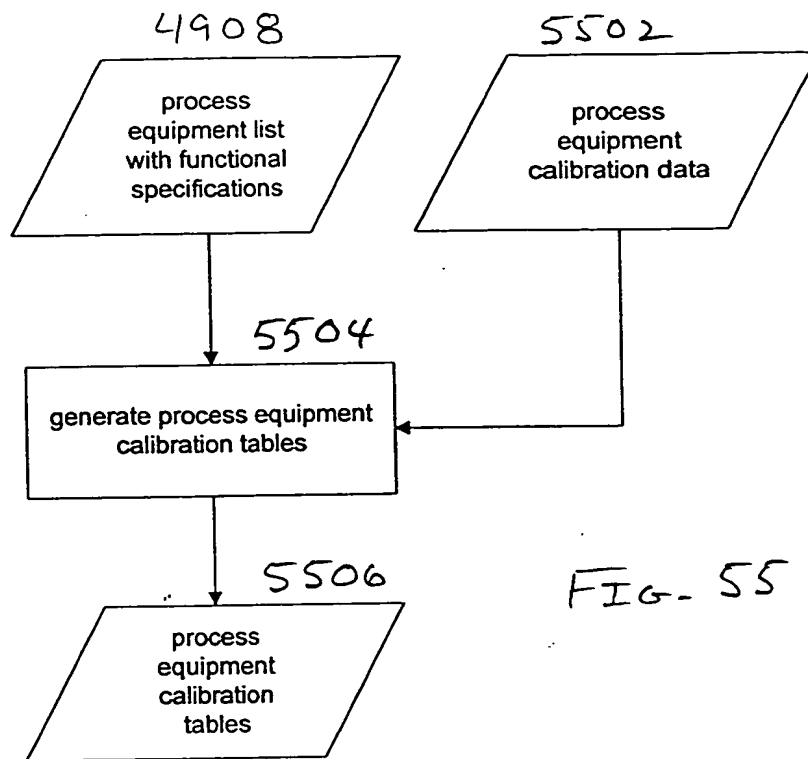 4908
process
equipment list
with functional
specifications
5502
process
equipment
calibration data
5504
generate process equipment
calibration tables
5506
process
equipment
calibration
tables
FIG. 55